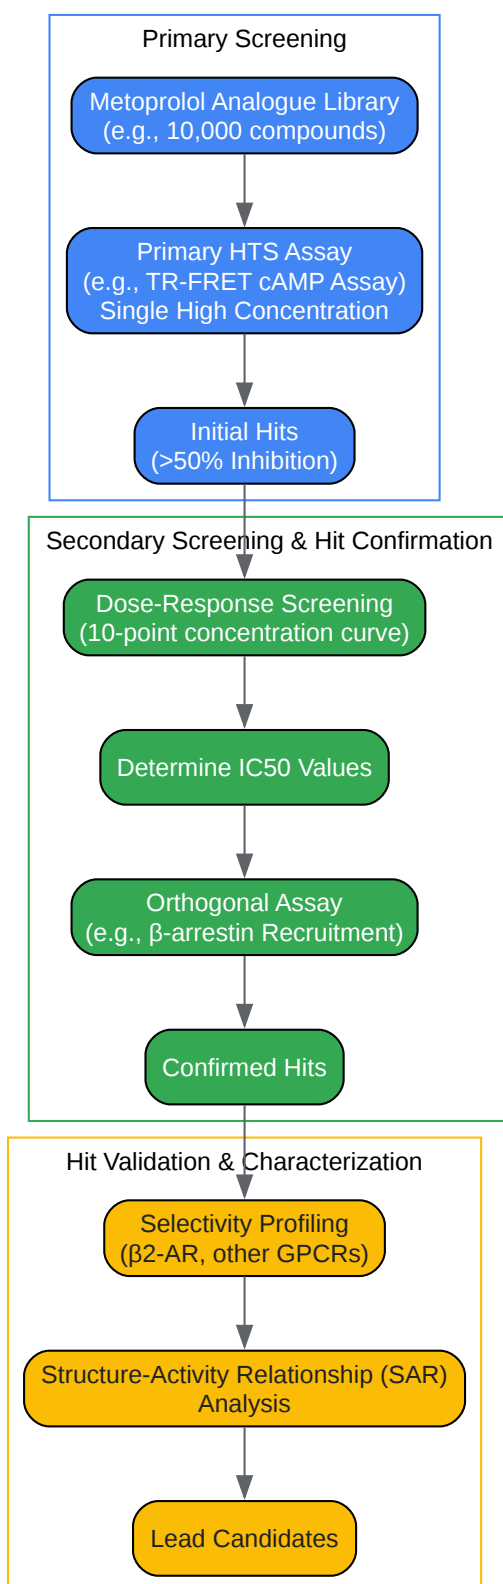 Primary Screening
Metoprolol Analogue Library
(e.g., 10,000 compounds)
Primary HTS Assay
(e.g., TR-FRET cAMP Assay)
Single High Concentration
Initial Hits
(>50% Inhibition)
Secondary Screening & Hit Confirmation
Dose-Response Screening
(10-point concentration curve)
Determine IC50 Values
Orthogonal Assay
(e.g., β-arrestin Recruitment)
Confirmed Hits
Hit Validation & Characterization
Selectivity Profiling
(β2-AR, other GPCRs)
Structure-Activity Relationship (SAR)
Analysis
Lead Candidates